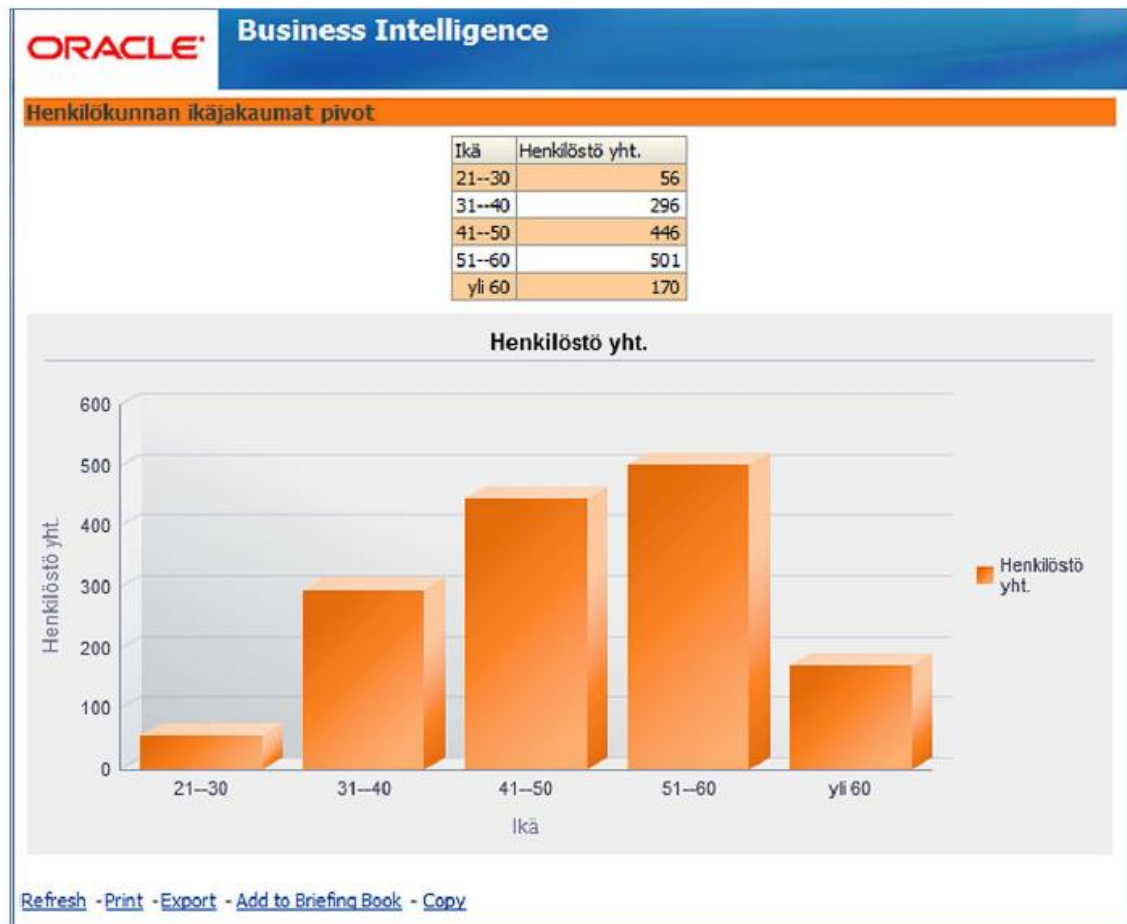 ORACLE
Business Intelligence
Henkilökunnan ikäjakaumat pivot
Ikä Henkilöstö yht.
21--30 56
31--40 296
41--50 446
51--60 501
yli 60 170
Henkilöstö yht.
600
500
400
300
200
100
0
Henkilöstö yht.
21--30 31--40 41--50 51--60 yli 60
Ikä
Henkilöstö
yht.
Refresh - Print - Export - Add to Briefing Book - Copy